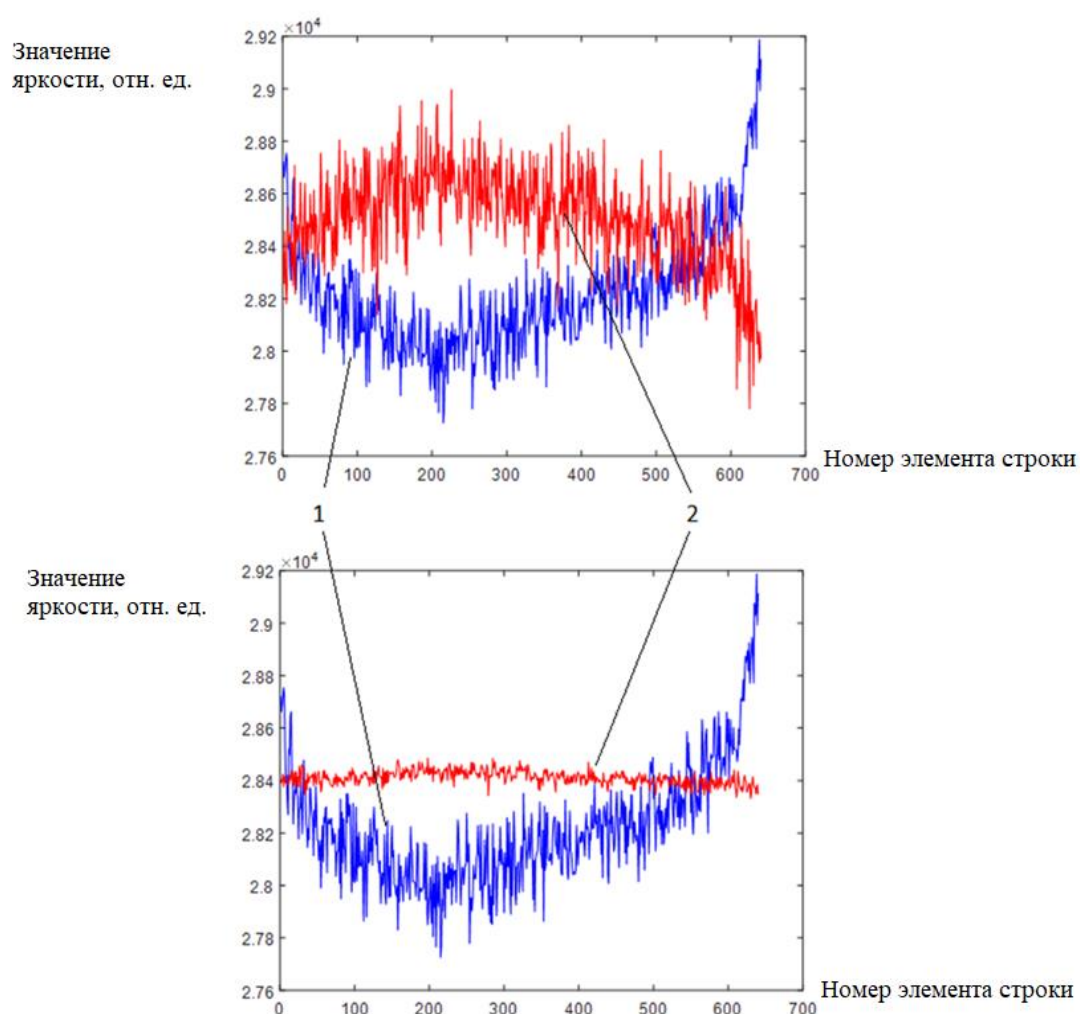 Значение
яркости, отн. ед.
×10⁴
2.92
2.9
2.88
2.86
2.84
2.82
2.8
2.78
2.76
0 100 200 300 400 500 600 700
Номер элемента строки
1 2
Значение
яркости, отн. ед.
×10⁴
2.92
2.9
2.88
2.86
2.84
2.82
2.8
2.78
2.76
0 100 200 300 400 500 600 700
Номер элемента строки